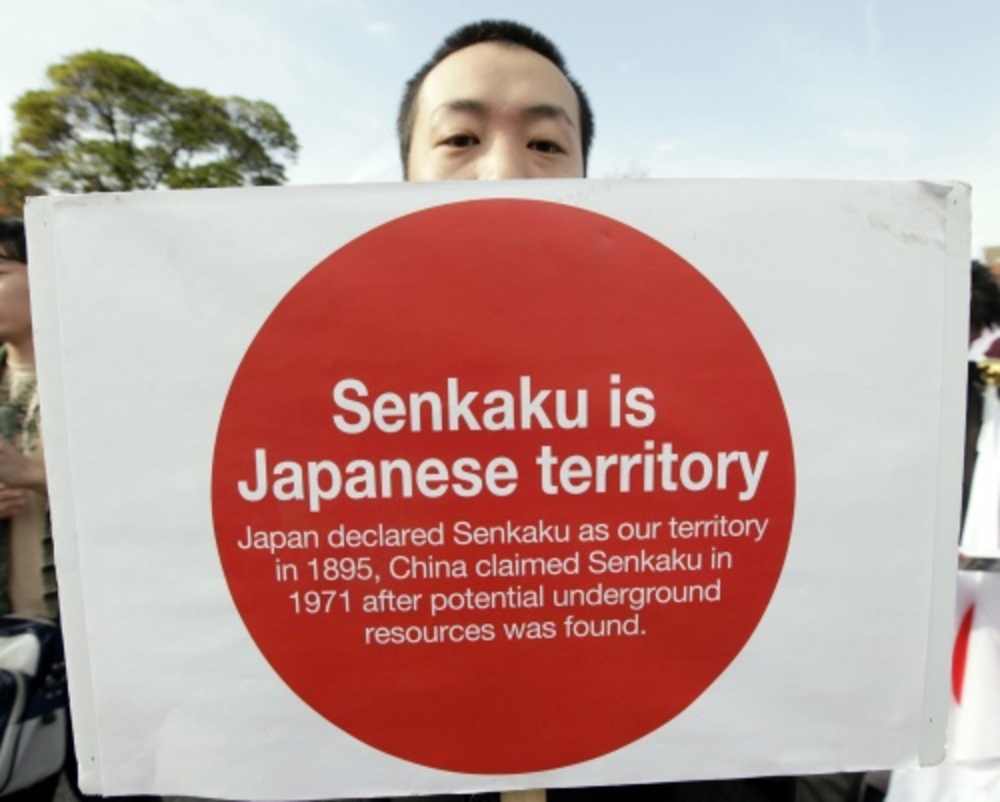 Senkaku is
Japanese territory
Japan declared Senkaku as our territory
in 1895, China claimed Senkaku in
1971 after potential underground
resources was found.